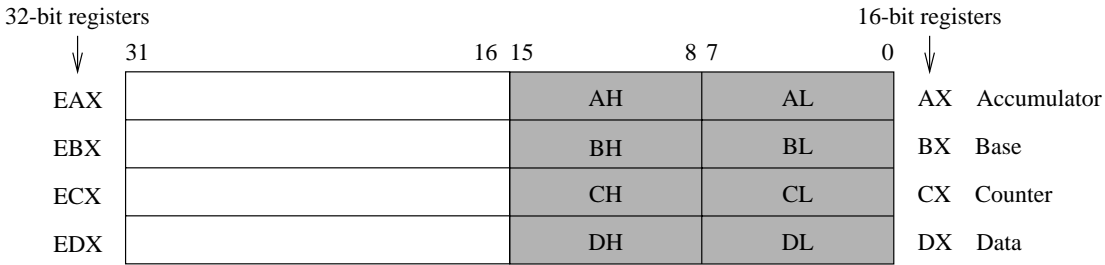 32-bit registers 16-bit registers
31 16 15 8 7 0
EAX AH AL AX Accumulator
EBX BH BL BX Base
ECX CH CL CX Counter
EDX DH DL DX Data